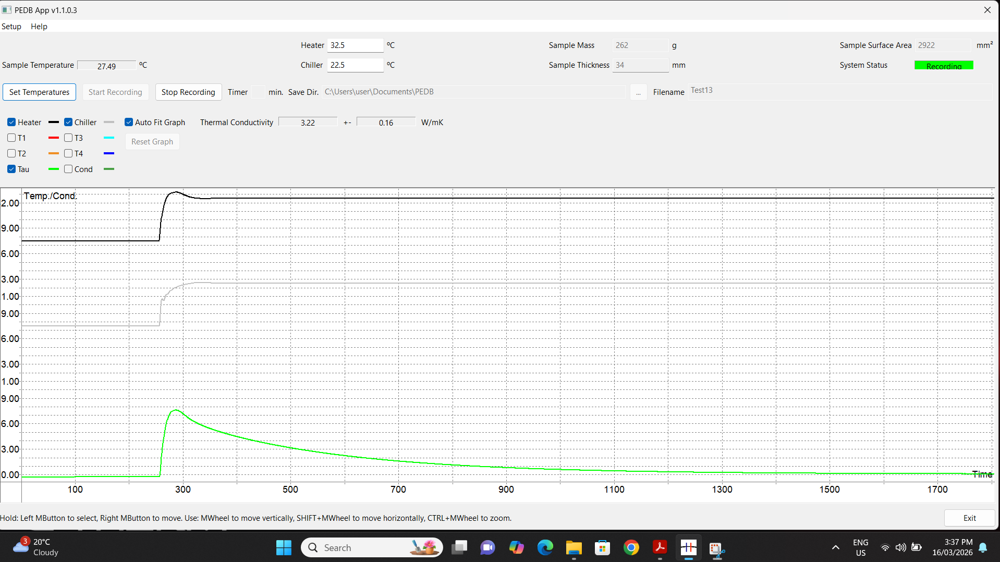 PEDB App v1.1.0.3
Setup Help
Heater 32.5 ºC Sample Mass 262 g Sample Surface Area 2922 mm²
Sample Temperature 27.49 ºC Chiller 22.5 ºC Sample Thickness 34 mm System Status Recording
Set Temperatures Start Recording Stop Recording Timer min. Save Dir. C:\Users\user\Documents\PEDB ... Filename Test13
Heater Chiller Auto Fit Graph Thermal Conductivity 3.22 +- 0.16 W/mK
T1 T3 Reset Graph
T2 T4
Tau Cond
Temp./Cond.
2.00
9.00
6.00
3.00
1.00
9.00
6.00
3.00
1.00
9.00
6.00
3.00
0.00 Time
100 300 500 700 900 1100 1300 1500 1700
Hold: Left MButton to select, Right MButton to move. Use: MWheel to move vertically, SHIFT+MWheel to move horizontally, CTRL+MWheel to zoom. Exit
3 20°C
Cloudy
Search
ENG
US
3:37 PM
16/03/2026